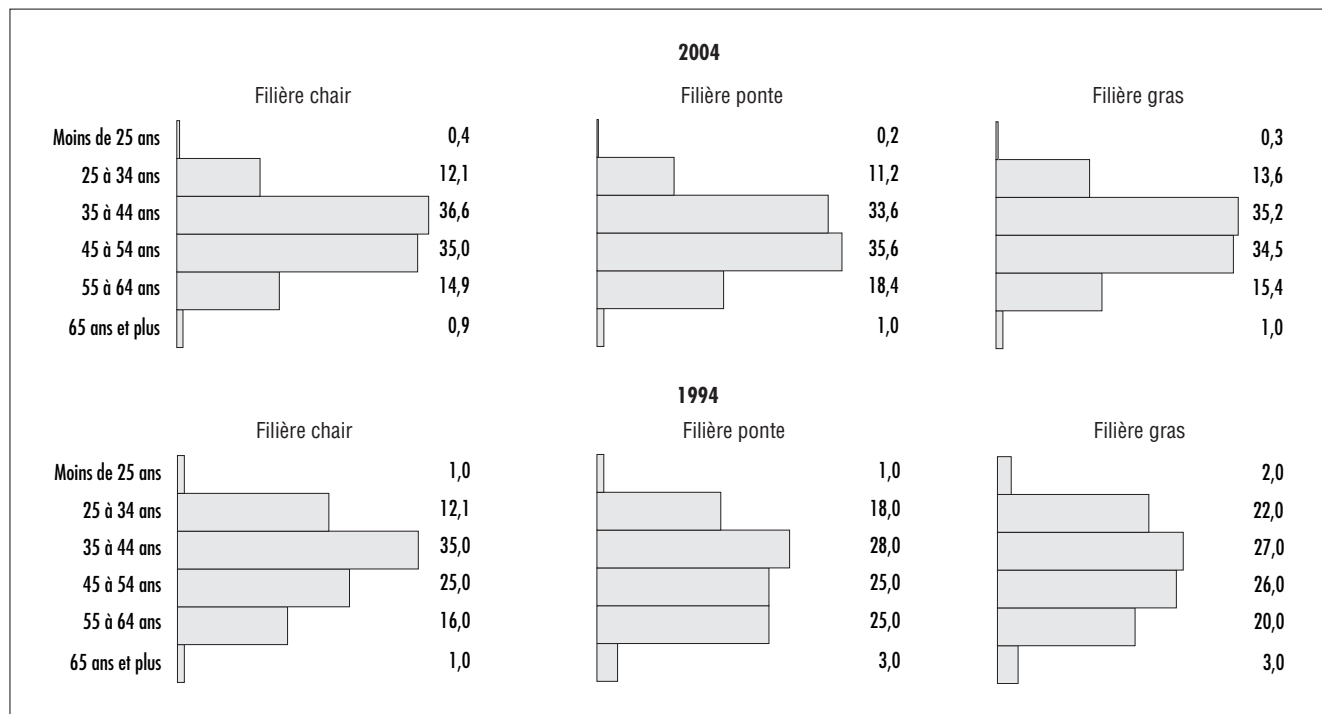 2004
Filière chair Filière ponte Filière gras
Moins de 25 ans 0,4 0,2 0,3
25 à 34 ans 12,1 11,2 13,6
35 à 44 ans 36,6 33,6 35,2
45 à 54 ans 35,0 35,6 34,5
55 à 64 ans 14,9 18,4 15,4
65 ans et plus 0,9 1,0 1,0
1994
Filière chair Filière ponte Filière gras
Moins de 25 ans 1,0 1,0 2,0
25 à 34 ans 12,1 18,0 22,0
35 à 44 ans 35,0 28,0 27,0
45 à 54 ans 25,0 25,0 26,0
55 à 64 ans 16,0 25,0 20,0
65 ans et plus 1,0 3,0 3,0